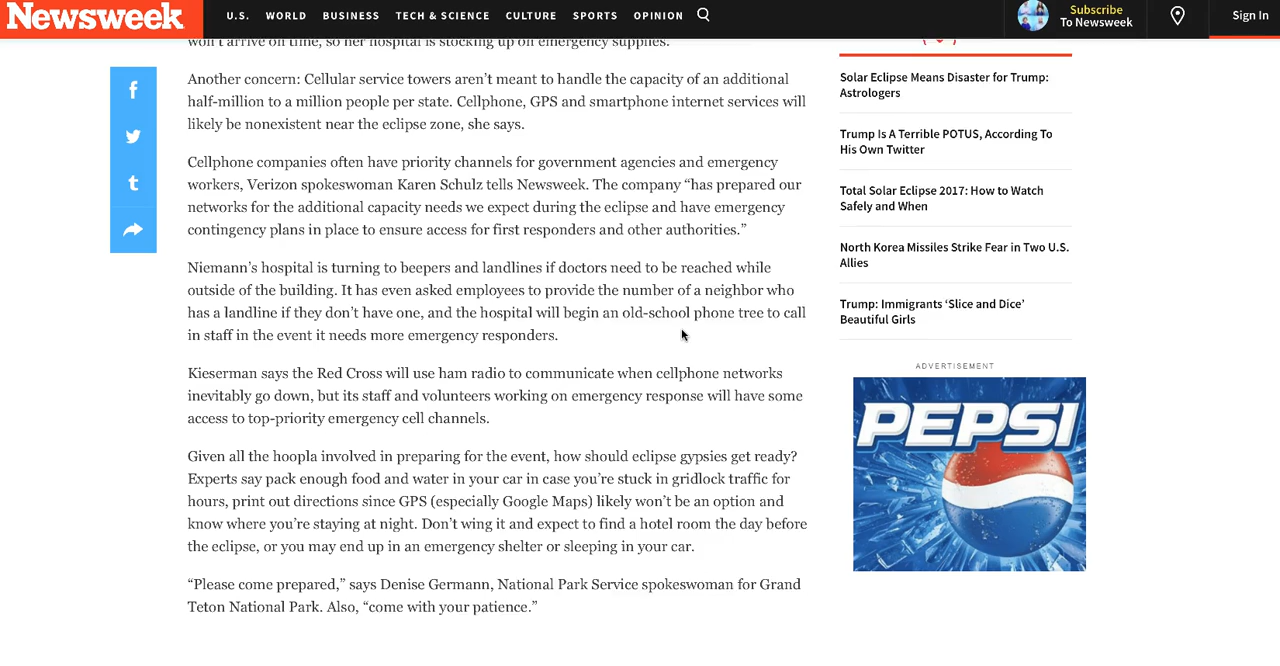 Newsweek
U.S. WORLD BUSINESS TECH & SCIENCE CULTURE SPORTS OPINION
Subscribe
To Newsweek
Sign In
won't arrive on time, so her hospital is stocking up on emergency supplies.
Another concern: Cellular service towers aren’t meant to handle the capacity of an additional
half-million to a million people per state. Cellphone, GPS and smartphone internet services will
likely be nonexistent near the eclipse zone, she says.
Cellphone companies often have priority channels for government agencies and emergency
workers, Verizon spokeswoman Karen Schulz tells Newsweek. The company “has prepared our
networks for the additional capacity needs we expect during the eclipse and have emergency
contingency plans in place to ensure access for first responders and other authorities.”
Niemann’s hospital is turning to beepers and landlines if doctors need to be reached while
outside of the building. It has even asked employees to provide the number of a neighbor who
has a landline if they don’t have one, and the hospital will begin an old-school phone tree to call
in staff in the event it needs more emergency responders.
Kieserman says the Red Cross will use ham radio to communicate when cellphone networks
inevitably go down, but its staff and volunteers working on emergency response will have some
access to top-priority emergency cell channels.
Given all the hoopla involved in preparing for the event, how should eclipse gypsies get ready?
Experts say pack enough food and water in your car in case you’re stuck in gridlock traffic for
hours, print out directions since GPS (especially Google Maps) likely won’t be an option and
know where you’re staying at night. Don’t wing it and expect to find a hotel room the day before
the eclipse, or you may end up in an emergency shelter or sleeping in your car.
“Please come prepared,” says Denise Germann, National Park Service spokeswoman for Grand
Teton National Park. Also, “come with your patience.”
Solar Eclipse Means Disaster for Trump:
Astrologers
Trump Is A Terrible POTUS, According To
His Own Twitter
Total Solar Eclipse 2017: How to Watch
Safely and When
North Korea Missiles Strike Fear in Two U.S.
Allies
Trump: Immigrants ‘Slice and Dice’
Beautiful Girls
ADVERTISEMENT
PEPSI